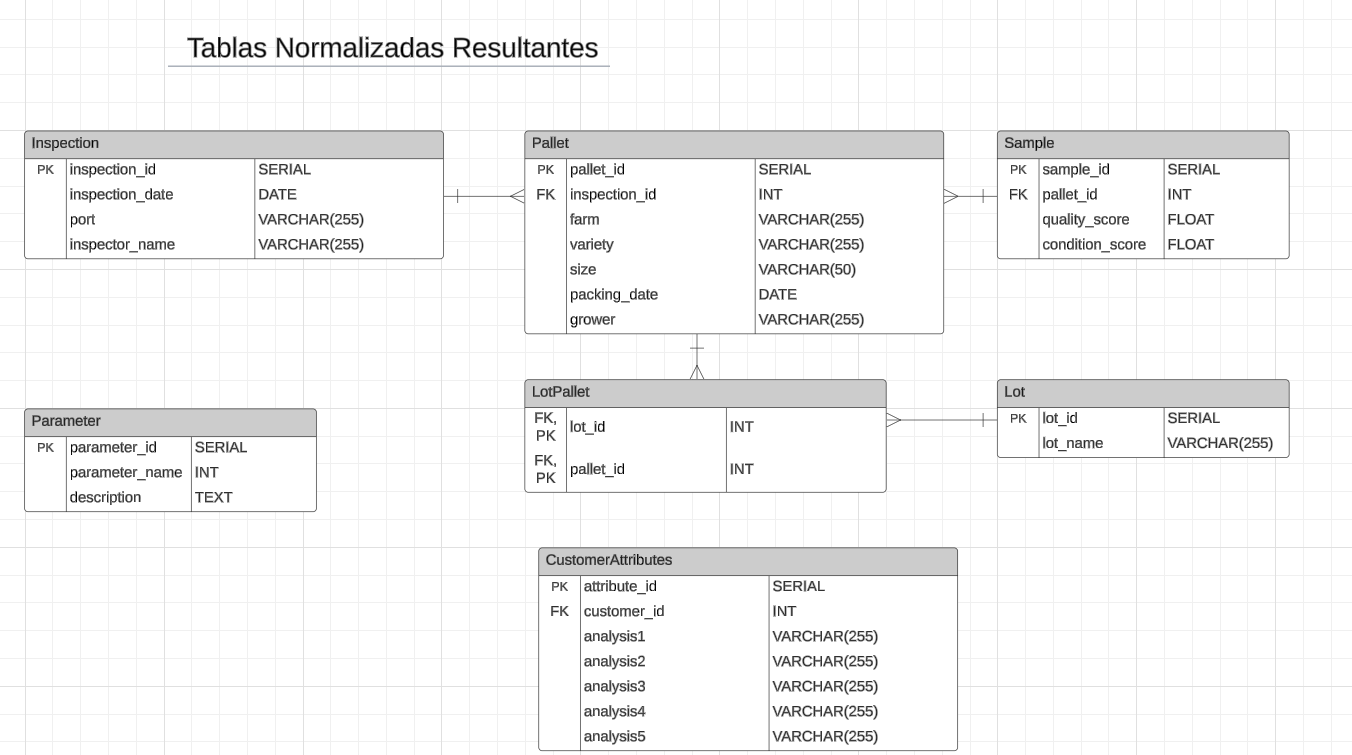 Tablas Normalizadas Resultantes
Inspection
PK inspection_id SERIAL
inspection_date DATE
port VARCHAR(255)
inspector_name VARCHAR(255)
Pallet
PK pallet_id SERIAL
FK inspection_id INT
farm VARCHAR(255)
variety VARCHAR(255)
size VARCHAR(50)
packing_date DATE
grower VARCHAR(255)
Sample
PK sample_id SERIAL
FK pallet_id INT
quality_score FLOAT
condition_score FLOAT
Parameter
PK parameter_id SERIAL
parameter_name INT
description TEXT
LotPallet
FK, PK lot_id INT
FK, PK pallet_id INT
Lot
PK lot_id SERIAL
lot_name VARCHAR(255)
CustomerAttributes
PK attribute_id SERIAL
FK customer_id INT
analysis1 VARCHAR(255)
analysis2 VARCHAR(255)
analysis3 VARCHAR(255)
analysis4 VARCHAR(255)
analysis5 VARCHAR(255)